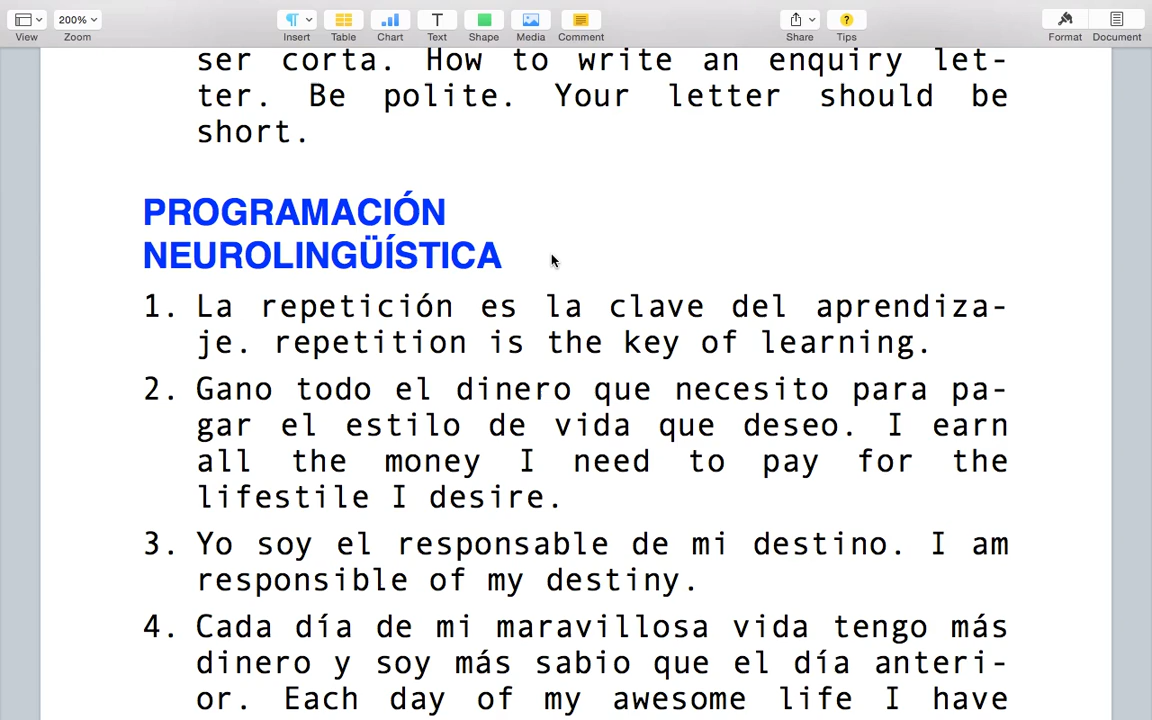 200%
View
Zoom
Insert
Table
Chart
Text
Shape
Media
Comment
Share
Tips
Format
Document
ser corta. How to write an enquiry let-
ter. Be polite. Your letter should be
short.
PROGRAMACIÓN
NEUROLINGÜÍSTICA
1. La repetición es la clave del aprendiza-
je. repetition is the key of learning.
2. Gano todo el dinero que necesito para pa-
gar el estilo de vida que deseo. I earn
all the money I need to pay for the
lifestile I desire.
3. Yo soy el responsable de mi destino. I am
responsible of my destiny.
4. Cada día de mi maravillosa vida tengo más
dinero y soy más sabio que el día anteri-
or. Each day of my awesome life I have